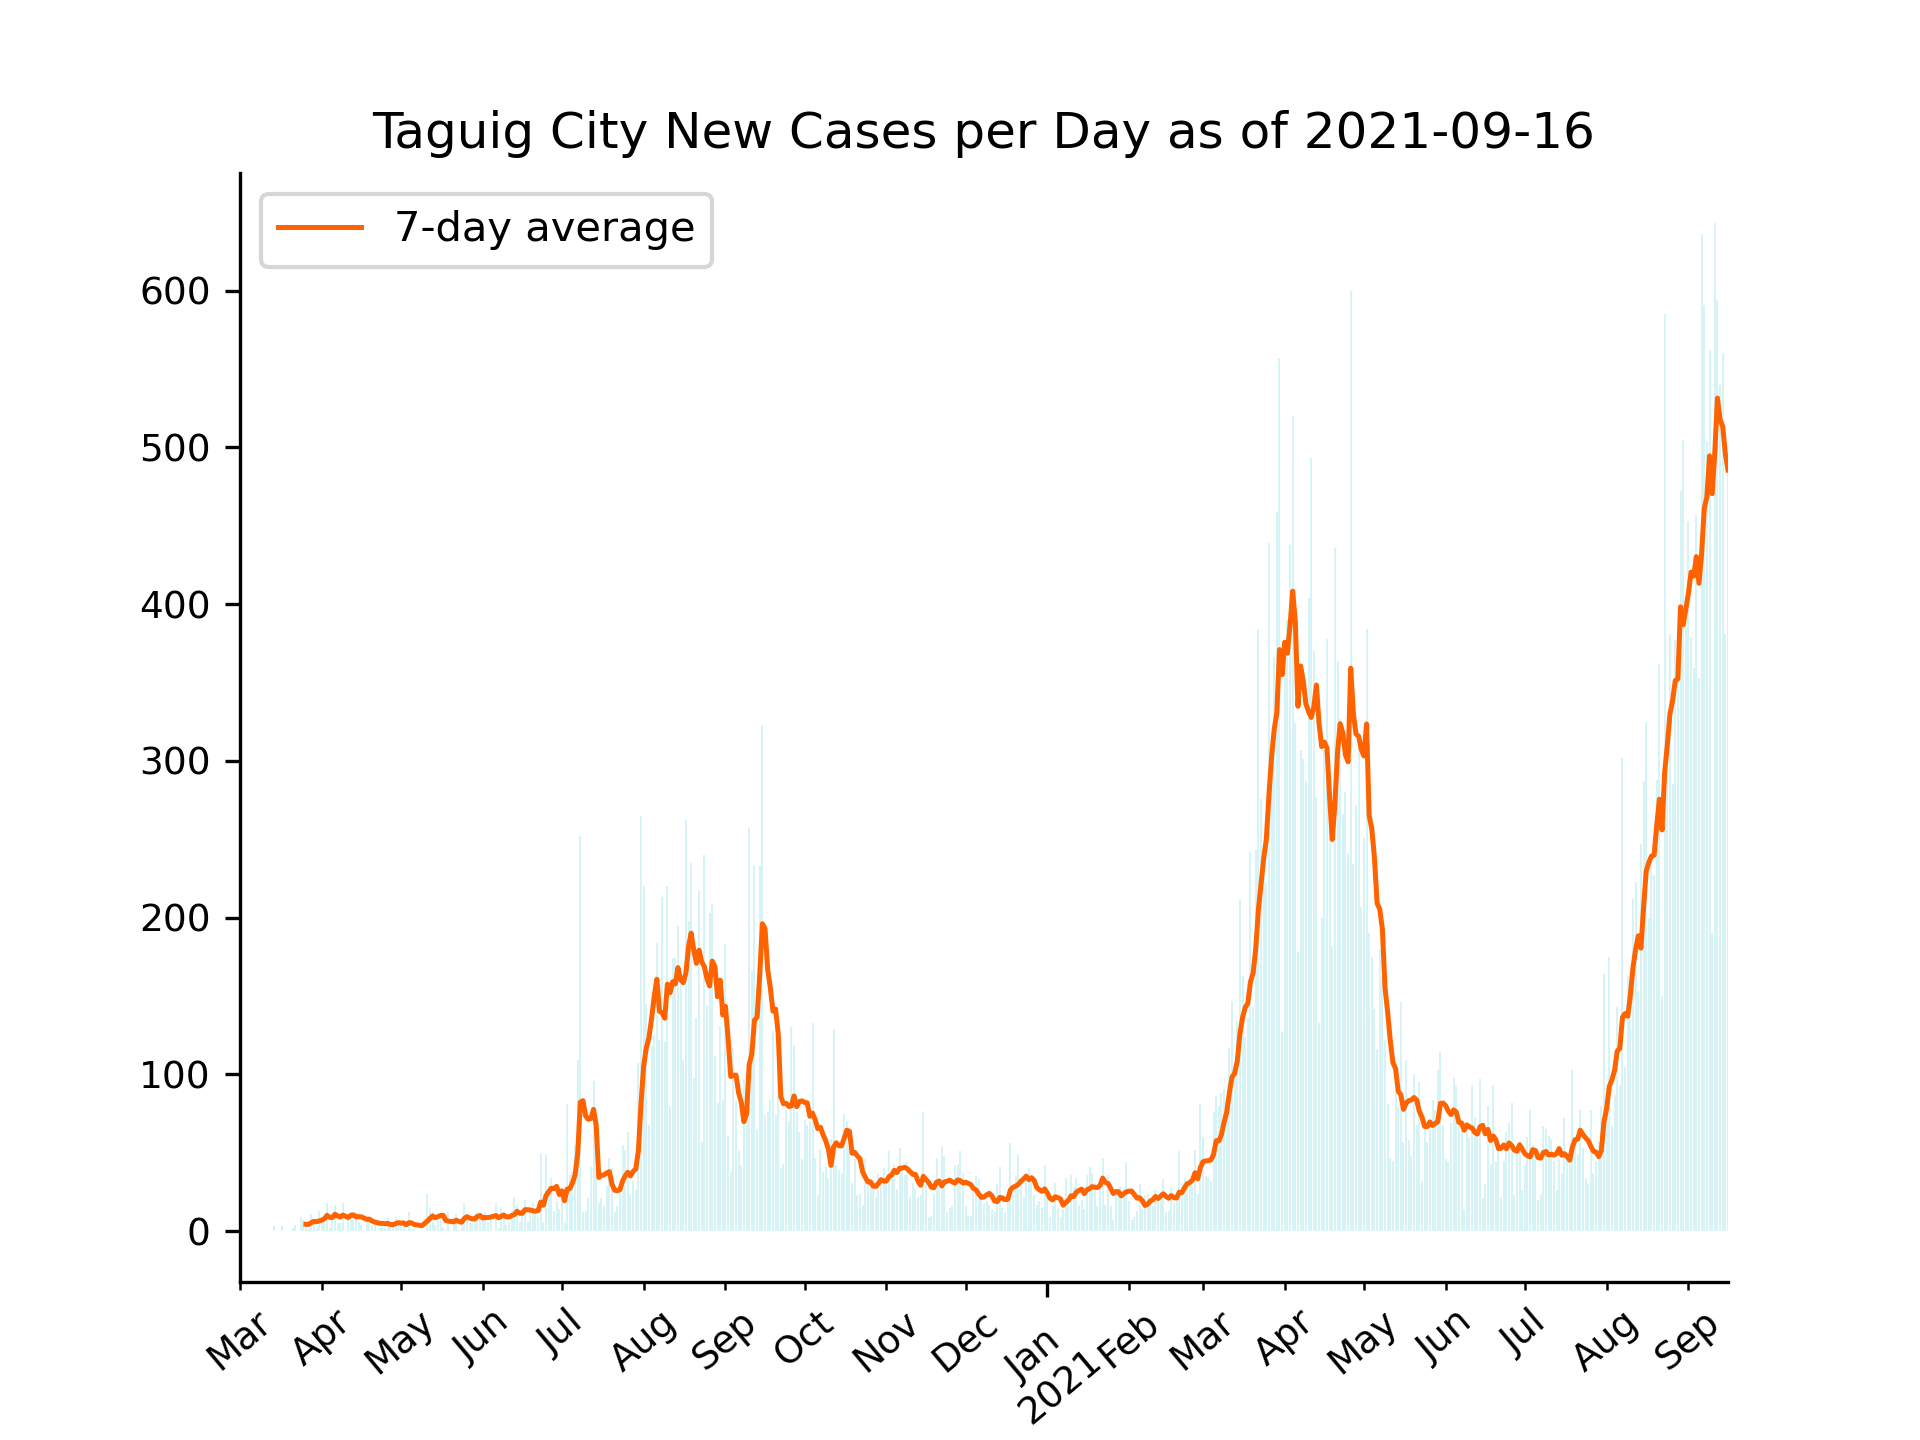 Taguig City New Cases per Day as of 2021-09-16
7-day average
600
500
400
300
200
100
0
Mar Apr May Jun Jul Aug Sep Oct Nov Dec Jan Feb Mar Apr May Jun Jul Aug Sep
2021